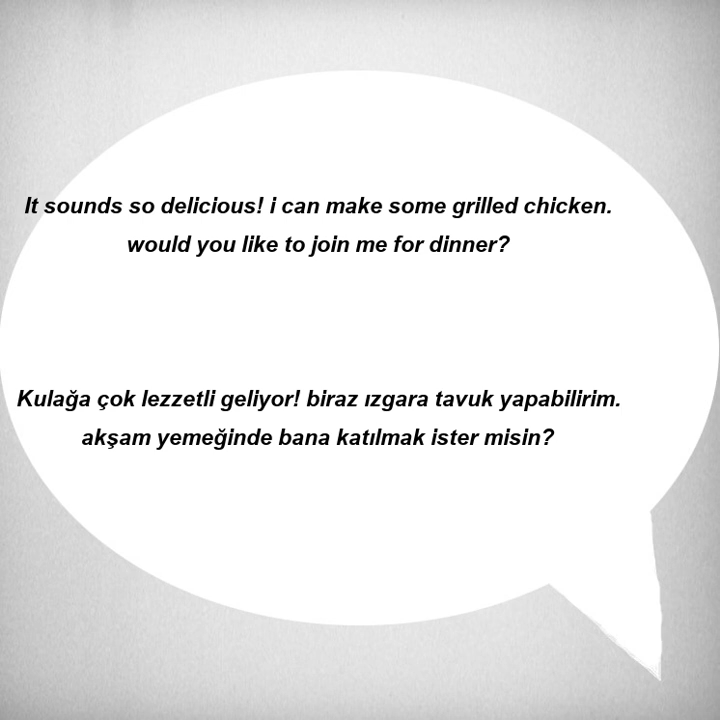 It sounds so delicious! i can make some grilled chicken.
would you like to join me for dinner?
Kulağa çok lezzetli geliyor! biraz ızgara tavuk yapabilirim.
akşam yemeğinde bana katılmak ister misin?